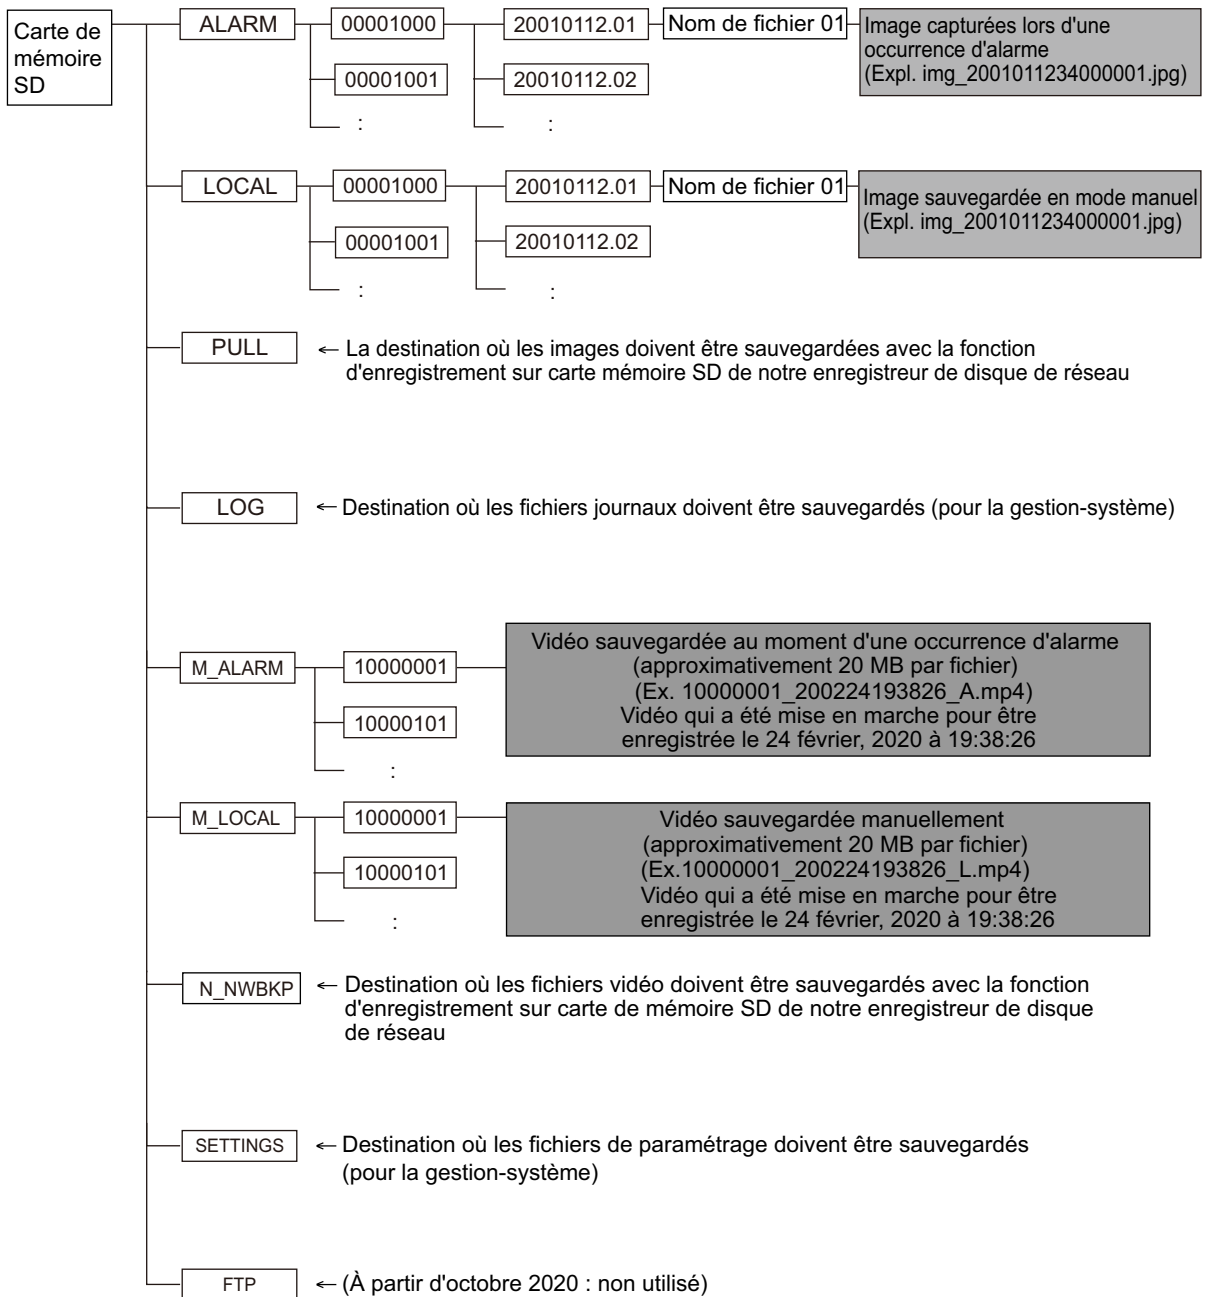 Carte de
mémoire
SD
ALARM
00001000
20010112.01
Nom de fichier 01
Image capturées lors d'une
occurrence d'alarme
(Expl. img_2001011234000001.jpg)
00001001
20010112.02
:
:
LOCAL
00001000
20010112.01
Nom de fichier 01
Image sauvegardée en mode manuel
(Expl. img_2001011234000001.jpg)
00001001
20010112.02
:
:
PULL
← La destination où les images doivent être sauvegardées avec la fonction
d'enregistrement sur carte mémoire SD de notre enregistreur de disque de réseau
LOG
← Destination où les fichiers journaux doivent être sauvegardés (pour la gestion-système)
M_ALARM
10000001
Vidéo sauvegardée au moment d'une occurrence d'alarme
(approximativement 20 MB par fichier)
(Ex. 10000001_200224193826_A.mp4)
Vidéo qui a été mise en marche pour être
enregistrée le 24 février, 2020 à 19:38:26
10000101
:
M_LOCAL
10000001
Vidéo sauvegardée manuellement
(approximativement 20 MB par fichier)
(Ex.10000001_200224193826_L.mp4)
Vidéo qui a été mise en marche pour être
enregistrée le 24 février, 2020 à 19:38:26
10000101
:
N_NWBKP
← Destination où les fichiers vidéo doivent être sauvegardés avec la fonction
d'enregistrement sur carte de mémoire SD de notre enregistreur de disque
de réseau
SETTINGS
← Destination où les fichiers de paramétrage doivent être sauvegardés
(pour la gestion-système)
FTP
← (À partir d'octobre 2020 : non utilisé)